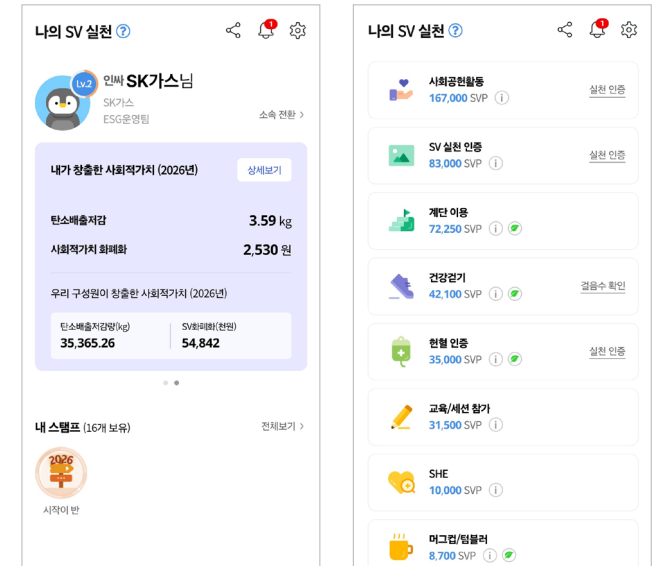 나의 SV 실천 ?
1
Lv.2
인싸 SK가스님
SK가스
ESG운영팀
소속 전환 >
내가 창출한 사회적가치 (2026년)
상세보기
탄소배출저감
3.59 kg
사회적가치 화폐화
2,530 원
우리 구성원이 창출한 사회적가치 (2026년)
탄소배출저감량(kg)
35,365.26
SV화폐화(천원)
54,842
내 스탬프 (16개 보유)
전체보기 >
2026
시작이 반
나의 SV 실천 ?
1
사회공헌활동
167,000 SVP i
실천 인증
SV 실천 인증
83,000 SVP i
실천 인증
계단 이용
72,250 SVP i
건강걷기
42,100 SVP i
걸음수 확인
헌혈 인증
35,000 SVP i
실천 인증
교육/세션 참가
31,500 SVP i
SHE
10,000 SVP i
머그컵/텀블러
8,700 SVP i